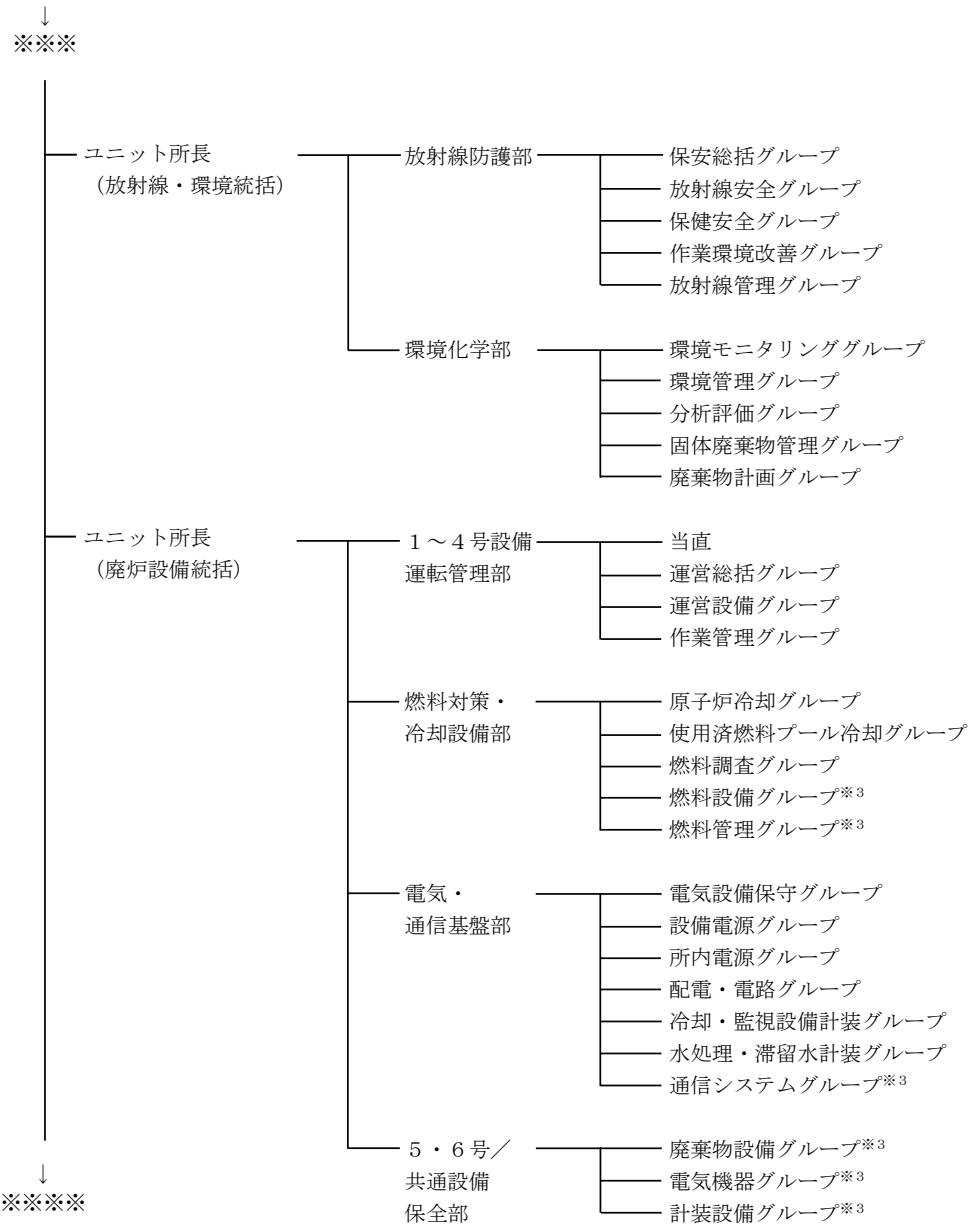 ↓
※※※
ユニット所長
（放射線・環境統括）
放射線防護部
保安総括グループ
放射線安全グループ
保健安全グループ
作業環境改善グループ
放射線管理グループ
環境化学部
環境モニタリンググループ
環境管理グループ
分析評価グループ
固体廃棄物管理グループ
廃棄物計画グループ
ユニット所長
（廃炉設備統括）
１～４号設備
運転管理部
当直
運営総括グループ
運営設備グループ
作業管理グループ
燃料対策・
冷却設備部
原子炉冷却グループ
使用済燃料プール冷却グループ
燃料調査グループ
燃料設備グループ※３
燃料管理グループ※３
電気・
通信基盤部
電気設備保守グループ
設備電源グループ
所内電源グループ
配電・電路グループ
冷却・監視設備計装グループ
水処理・滞留水計装グループ
通信システムグループ※３
５・６号／
共通設備
保全部
廃棄物設備グループ※３
電気機器グループ※３
計装設備グループ※３
↓
※※※※